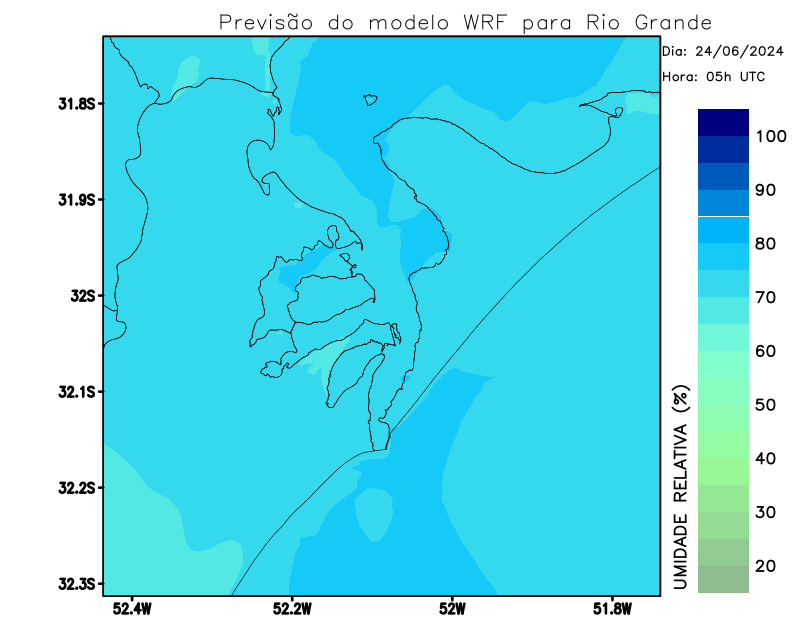 Previsão do modelo WRF para Rio Grande
Dia: 24/06/2024
Hora: 05h UTC
31.8S
31.9S
32S
32.1S
32.2S
32.3S
52.4W
52.2W
52W
51.8W
100
90
80
70
60
50
40
30
20
UMIDADE RELATIVA (%)